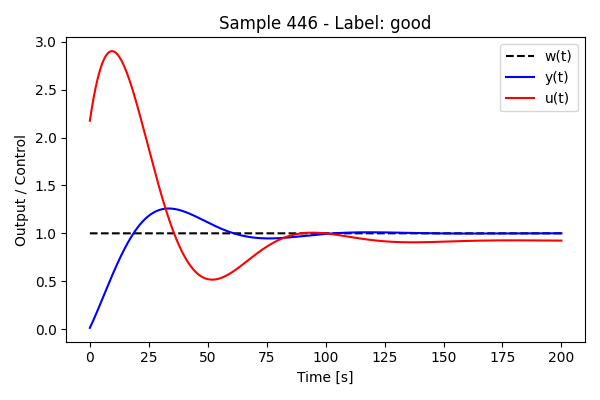 Sample 446 - Label: good
3.0
2.5
2.0
1.5
1.0
0.5
0.0
Output / Control
w(t)
y(t)
u(t)
0 25 50 75 100 125 150 175 200
Time [s]